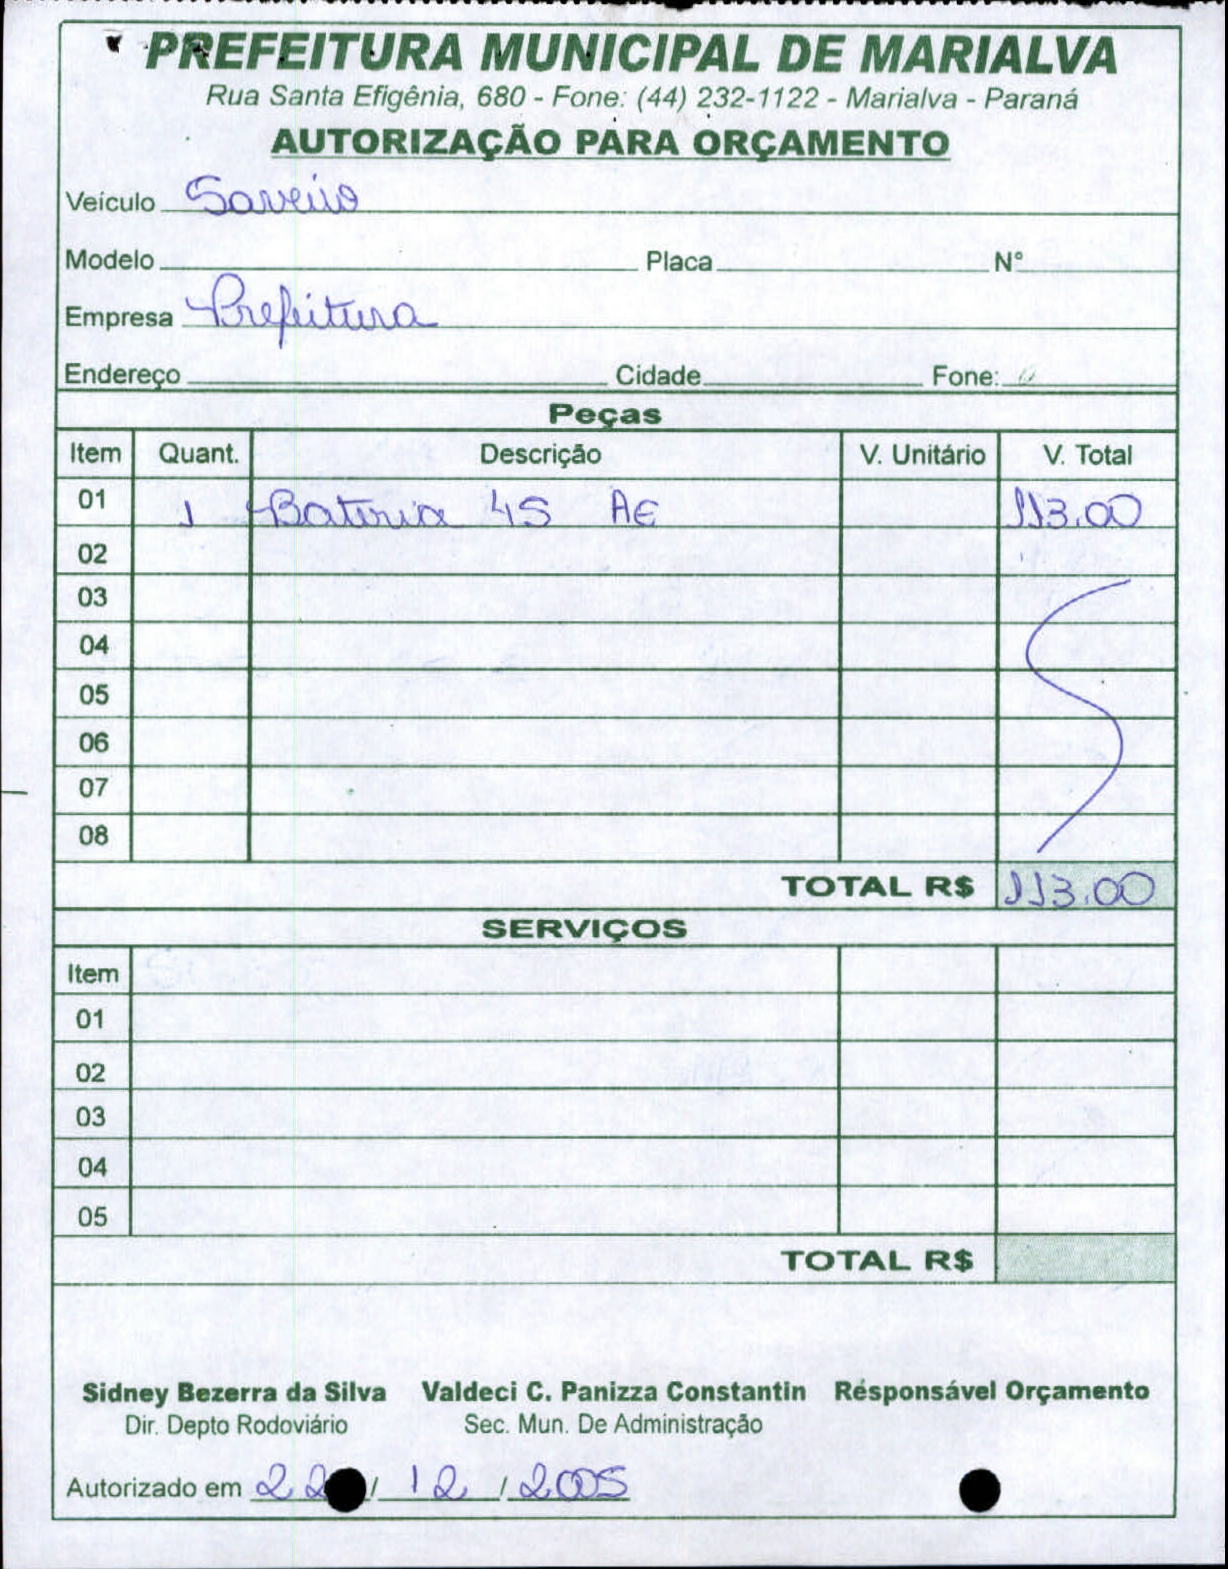 PREFEITURA MUNICIPAL DE MARIALVA
Rua Santa Efigênia, 680 - Fone: (44) 232-1122 - Marialva - Paraná
AUTORIZAÇÃO PARA ORÇAMENTO
Veículo Saveiro
Modelo Placa N°
Empresa Prefeitura
Endereço Cidade Fone:
Peças
Item Quant. Descrição V. Unitário V. Total
01 1 Bateria 45 AE 113.00
02
03
04
05
06
07
08
TOTAL R$ 113.00
SERVIÇOS
Item
01
02
03
04
05
TOTAL R$
Sidney Bezerra da Silva Valdeci C. Panizza Constantin Responsável Orçamento
Dir. Depto Rodoviário Sec. Mun. De Administração
Autorizado em 22 / 12 / 2005